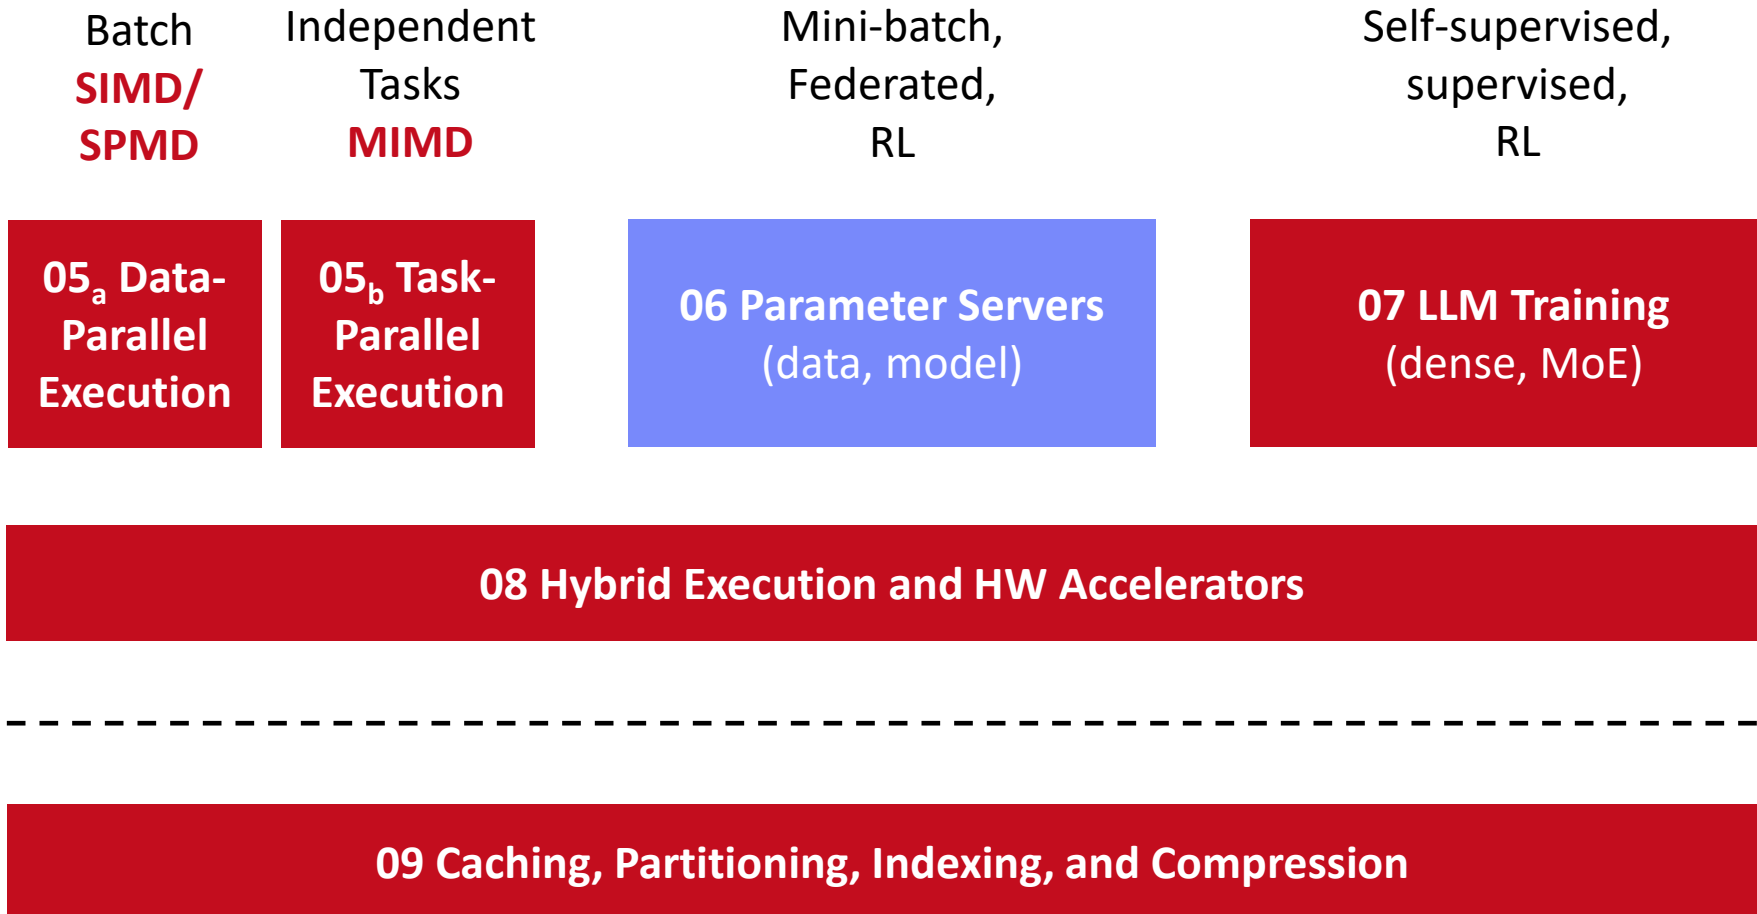 Batch
SIMD/
SPMD
Independent
Tasks
MIMD
Mini-batch,
Federated,
RL
Self-supervised,
supervised,
RL
05a Data-
Parallel
Execution
05b Task-
Parallel
Execution
06 Parameter Servers
(data, model)
07 LLM Training
(dense, MoE)
08 Hybrid Execution and HW Accelerators
09 Caching, Partitioning, Indexing, and Compression